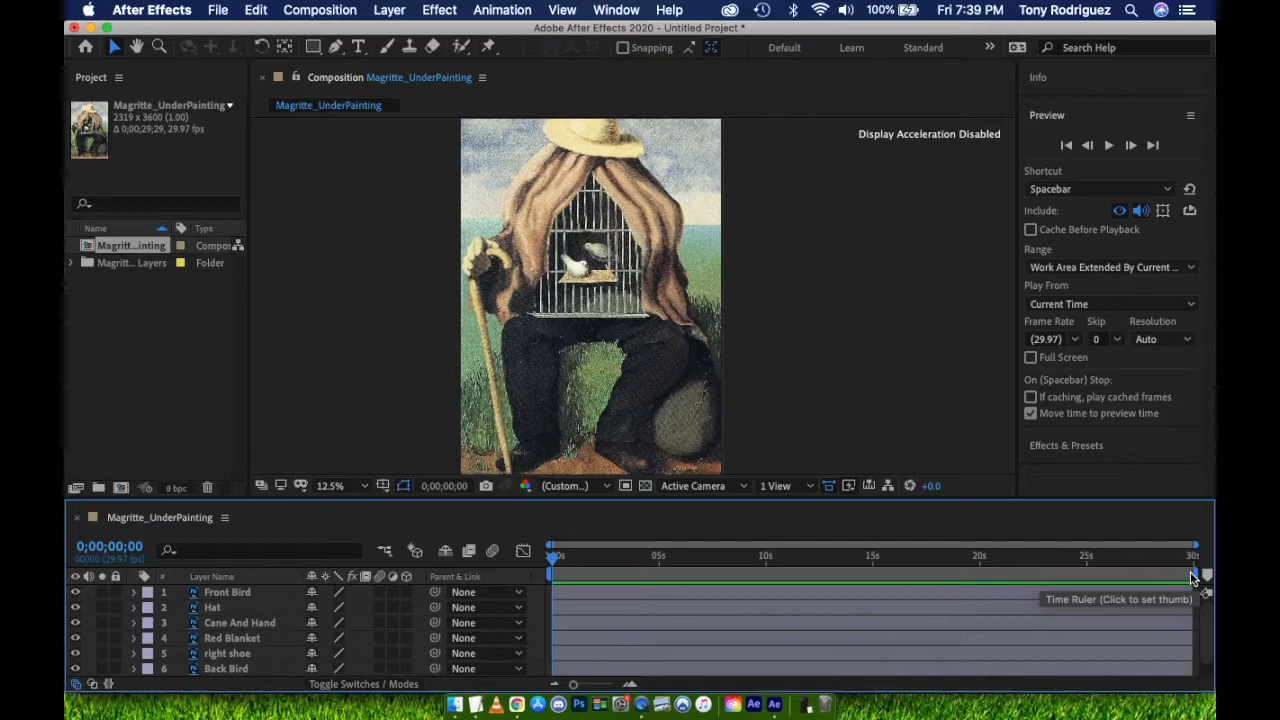 After Effects File Edit Composition Layer Effect Animation View Window Help 100% Fri 7:39 PM Tony Rodriguez
Adobe After Effects 2020 - Untitled Project *
Snapping Default Learn Standard Search Help
Project
Magritte_UnderPainting
2319 x 3600 (1.00)
Δ 0;00;29;29, 29.97 fps
Name Type
Magritt...inting Compos
Magritt... Layers Folder
8 bpc
Composition Magritte_UnderPainting
Magritte_UnderPainting
Display Acceleration Disabled
12.5% 0;00;00;00 (Custom...) Active Camera 1 View +0.0
Info
Preview
Shortcut
Spacebar
Include:
Cache Before Playback
Range
Work Area Extended By Current ...
Play From
Current Time
Frame Rate Skip Resolution
(29.97) 0 Auto
Full Screen
On (Spacebar) Stop:
If caching, play cached frames
Move time to preview time
Effects & Presets
Magritte_UnderPainting
0;00;00;00
00000 (29.97 fps)
05s 10s 15s 20s 25s 30s
# Layer Name Parent & Link
1 Front Bird None
2 Hat None
3 Cane And Hand None
4 Red Blanket None
5 right shoe None
6 Back Bird None
Time Ruler (Click to set thumb)
Toggle Switches / Modes